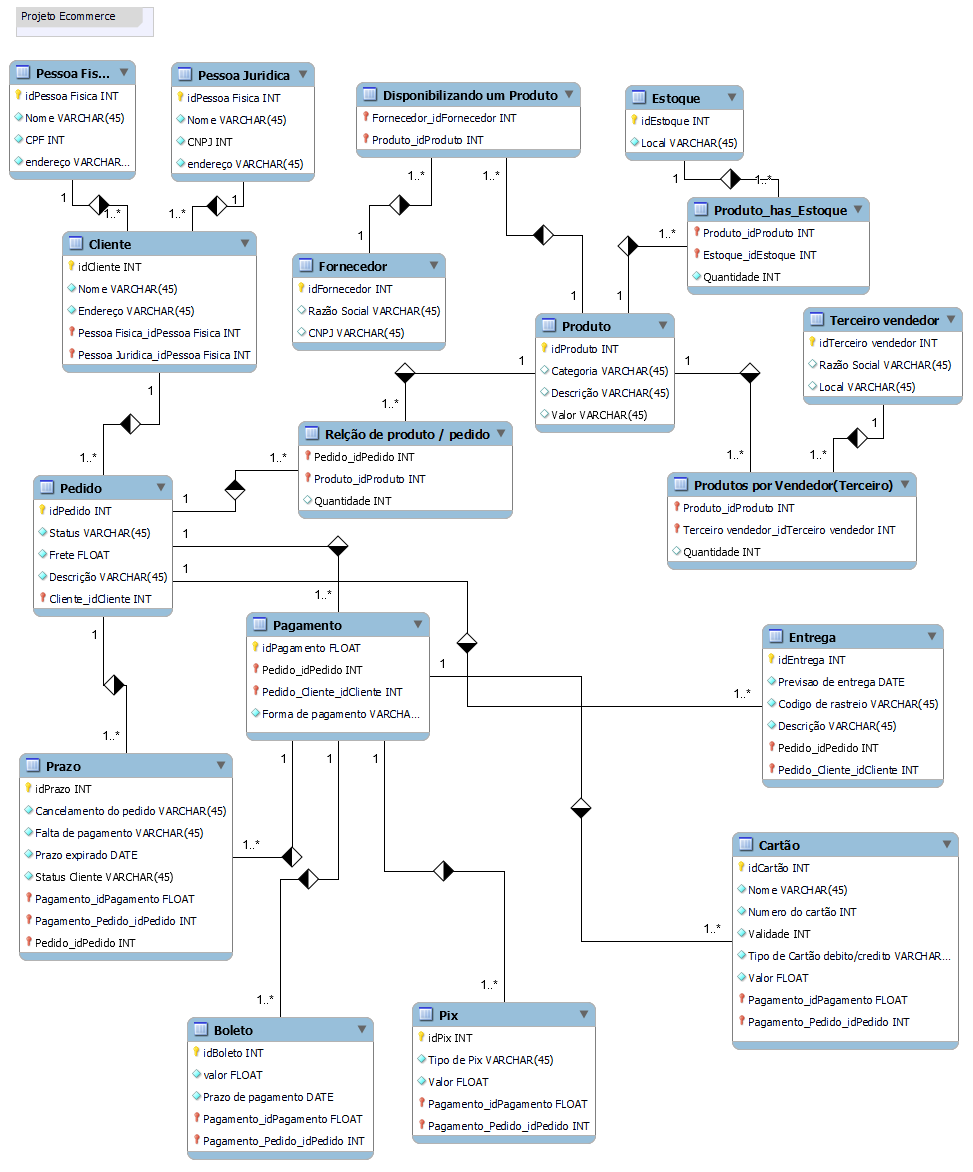 Projeto Ecommerce
Pessoa Fis...
idPessoa Fisica INT
Nome VARCHAR(45)
CPF INT
endereço VARCHAR...
Pessoa Juridica
idPessoa Fisica INT
Nome VARCHAR(45)
CNPJ INT
endereço VARCHAR(45)
Disponibilizando um Produto
Fornecedor_idFornecedor INT
Produto_idProduto INT
Estoque
idEstoque INT
Local VARCHAR(45)
1
1..*
1
1..*
1..*
1
1..*
1
1
1..*
Produto_has_Estoque
Produto_idProduto INT
Estoque_idEstoque INT
Quantidade INT
1..*
1
Cliente
idCliente INT
Nome VARCHAR(45)
Endereço VARCHAR(45)
Pessoa Fisica_idPessoa Fisica INT
Pessoa Juridica_idPessoa Fisica INT
Fornecedor
idFornecedor INT
Razão Social VARCHAR(45)
CNPJ VARCHAR(45)
Produto
idProduto INT
Categoria VARCHAR(45)
Descrição VARCHAR(45)
Valor VARCHAR(45)
Terceiro vendedor
idTerceiro vendedor INT
Razão Social VARCHAR(45)
Local VARCHAR(45)
1
1..*
1
1..*
1
1..*
1
1..*
Relção de produto / pedido
Pedido_idPedido INT
Produto_idProduto INT
Quantidade INT
1..*
1
Produtos por Vendedor(Terceiro)
Produto_idProduto INT
Terceiro vendedor_idTerceiro vendedor INT
Quantidade INT
Pedido
idPedido INT
Status VARCHAR(45)
Frete FLOAT
Descrição VARCHAR(45)
Cliente_idCliente INT
1
1..*
1
1..*
1
1..*
Pagamento
idPagamento FLOAT
Pedido_idPedido INT
Pedido_Cliente_idCliente INT
Forma de pagamento VARCHA...
Entrega
idEntrega INT
Previsao de entrega DATE
Codigo de rastreio VARCHAR(45)
Descrição VARCHAR(45)
Pedido_idPedido INT
Pedido_Cliente_idCliente INT
Prazo
idPrazo INT
Cancelamento do pedido VARCHAR(45)
Falta de pagamento VARCHAR(45)
Prazo expirado DATE
Status Cliente VARCHAR(45)
Pagamento_idPagamento FLOAT
Pagamento_Pedido_idPedido INT
Pedido_idPedido INT
1
1..*
1
1..*
1
1..*
1
1..*
Cartão
idCartão INT
Nome VARCHAR(45)
Numero do cartão INT
Validade INT
Tipo de Cartão debito/credito VARCHAR...
Valor FLOAT
Pagamento_idPagamento FLOAT
Pagamento_Pedido_idPedido INT
Boleto
idBoleto INT
valor FLOAT
Prazo de pagamento DATE
Pagamento_idPagamento FLOAT
Pagamento_Pedido_idPedido INT
Pix
idPix INT
Tipo de Pix VARCHAR(45)
Valor FLOAT
Pagamento_idPagamento FLOAT
Pagamento_Pedido_idPedido INT